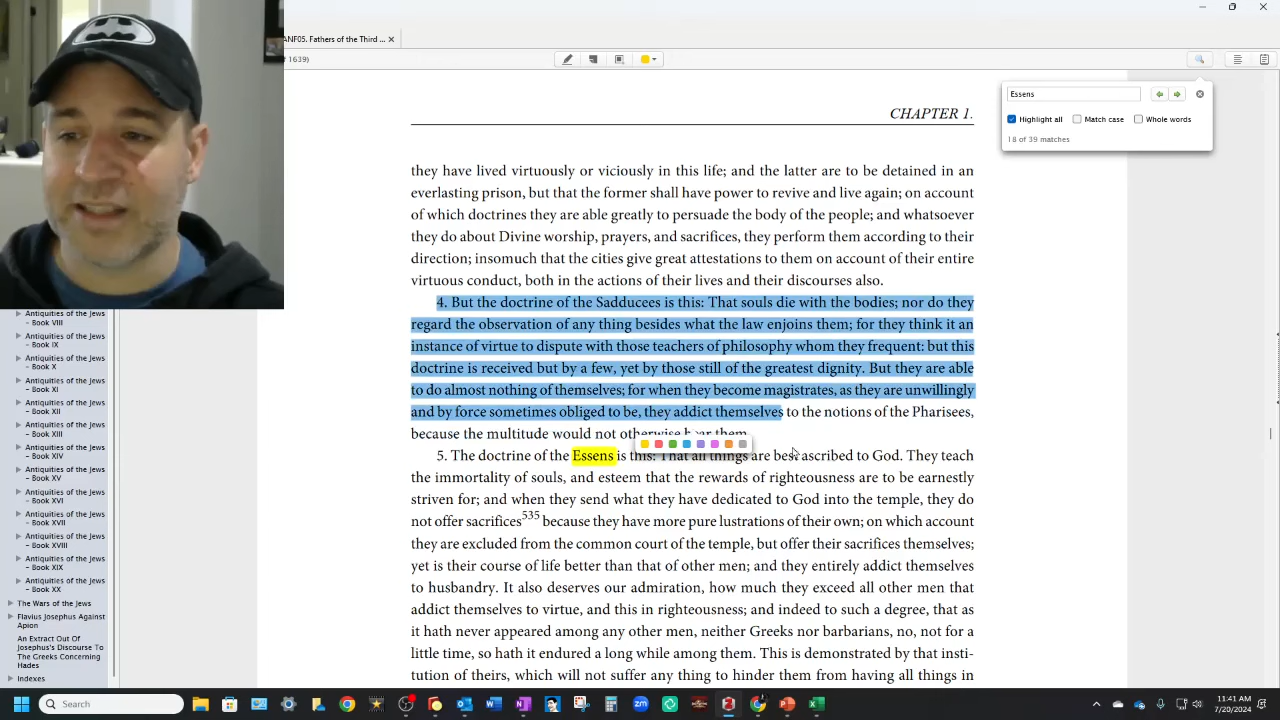 ANF05. Fathers of the Third ...
of 1639)
Essens
Highlight all
Match case
Whole words
18 of 39 matches
CHAPTER 1.
they have lived virtuously or viciously in this life; and the latter are to be detained in an
everlasting prison, but that the former shall have power to revive and live again; on account
of which doctrines they are able greatly to persuade the body of the people; and whatsoever
they do about Divine worship, prayers, and sacrifices, they perform them according to their
direction; insomuch that the cities give great attestations to them on account of their entire
virtuous conduct, both in the actions of their lives and their discourses also.
4. But the doctrine of the Sadducees is this: That souls die with the bodies; nor do they
regard the observation of any thing besides what the law enjoins them; for they think it an
instance of virtue to dispute with those teachers of philosophy whom they frequent: but this
doctrine is received but by a few, yet by those still of the greatest dignity. But they are able
to do almost nothing of themselves; for when they become magistrates, as they are unwillingly
and by force sometimes obliged to be, they addict themselves to the notions of the Pharisees,
because the multitude would not otherwise hear them.
5. The doctrine of the Essens is this: That all things are best ascribed to God. They teach
the immortality of souls, and esteem that the rewards of righteousness are to be earnestly
striven for; and when they send what they have dedicated to God into the temple, they do
not offer sacrifices535 because they have more pure lustrations of their own; on which account
they are excluded from the common court of the temple, but offer their sacrifices themselves;
yet is their course of life better than that of other men; and they entirely addict themselves
to husbandry. It also deserves our admiration, how much they exceed all other men that
addict themselves to virtue, and this in righteousness; and indeed to such a degree, that as
it hath never appeared among any other men, neither Greeks nor barbarians, no, not for a
little time, so hath it endured a long while among them. This is demonstrated by that insti-
tution of theirs, which will not suffer any thing to hinder them from having all things in
Antiquities of the Jews
– Book VIII
Antiquities of the Jews
– Book IX
Antiquities of the Jews
– Book X
Antiquities of the Jews
– Book XI
Antiquities of the Jews
– Book XII
Antiquities of the Jews
– Book XIII
Antiquities of the Jews
– Book XIV
Antiquities of the Jews
– Book XV
Antiquities of the Jews
– Book XVI
Antiquities of the Jews
– Book XVII
Antiquities of the Jews
– Book XVIII
Antiquities of the Jews
– Book XIX
Antiquities of the Jews
– Book XX
The Wars of the Jews
Flavius Josephus Against
Apion
An Extract Out Of
Josephus's Discourse To
The Greeks Concerning
Hades
Indexes
Search
11:41 AM
7/20/2024